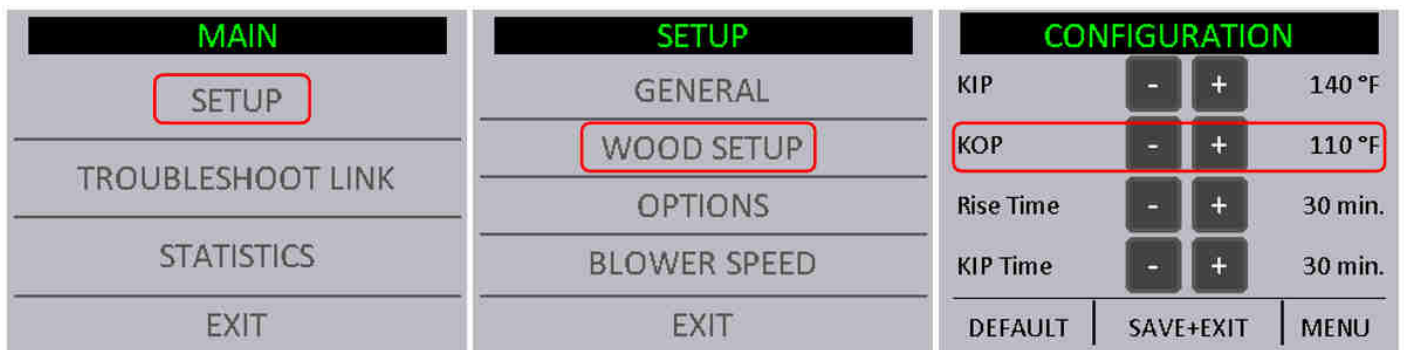 MAIN
SETUP
TROUBLESHOOT LINK
STATISTICS
EXIT
SETUP
GENERAL
WOOD SETUP
OPTIONS
BLOWER SPEED
EXIT
CONFIGURATION
KIP - + 140 °F
KOP - + 110 °F
Rise Time - + 30 min.
KIP Time - + 30 min.
DEFAULT SAVE+EXIT MENU